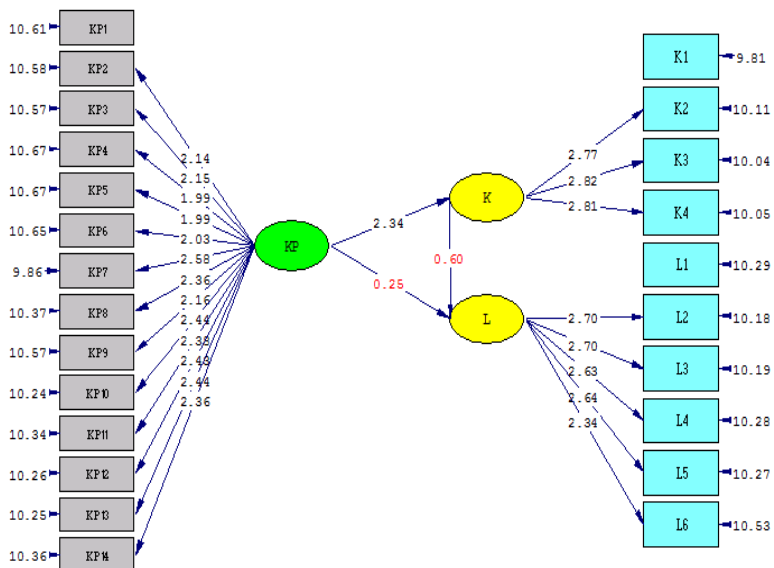 10.61 KP1
10.58 KP2
10.57 KP3
10.67 KP4
10.67 KP5
10.65 KP6
9.86 KP7
10.37 KP8
10.57 KP9
10.24 KP10
10.34 KP11
10.26 KP12
10.25 KP13
10.36 KP14
2.14
2.15
1.99
1.99
2.03
2.58
2.36
2.16
2.44
2.44
2.36
KP
2.34
0.25
0.60
K
L
2.77
2.82
2.81
2.70
2.70
2.63
2.64
2.34
K1 9.81
K2 10.11
K3 10.04
K4 10.05
L1 10.29
L2 10.18
L3 10.19
L4 10.28
L5 10.27
L6 10.53